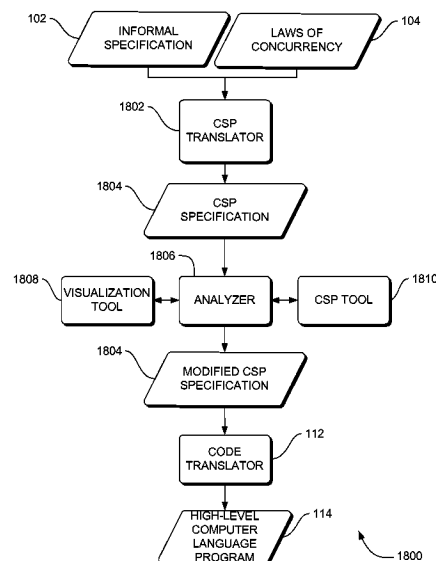 102
INFORMAL
SPECIFICATION
LAWS OF
CONCURRENCY
104
1802
CSP
TRANSLATOR
1804
CSP
SPECIFICATION
1806
1808
VISUALIZATION
TOOL
ANALYZER
CSP TOOL
1810
1804
MODIFIED CSP
SPECIFICATION
112
CODE
TRANSLATOR
HIGH-LEVEL
COMPUTER
LANGUAGE
PROGRAM
114
1800